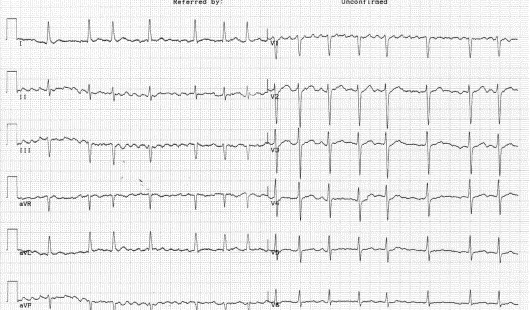 Referred by:
Unconfirmed
I
V1
II
V2
III
V3
aVR
V4
aVL
V5
aVF
V6